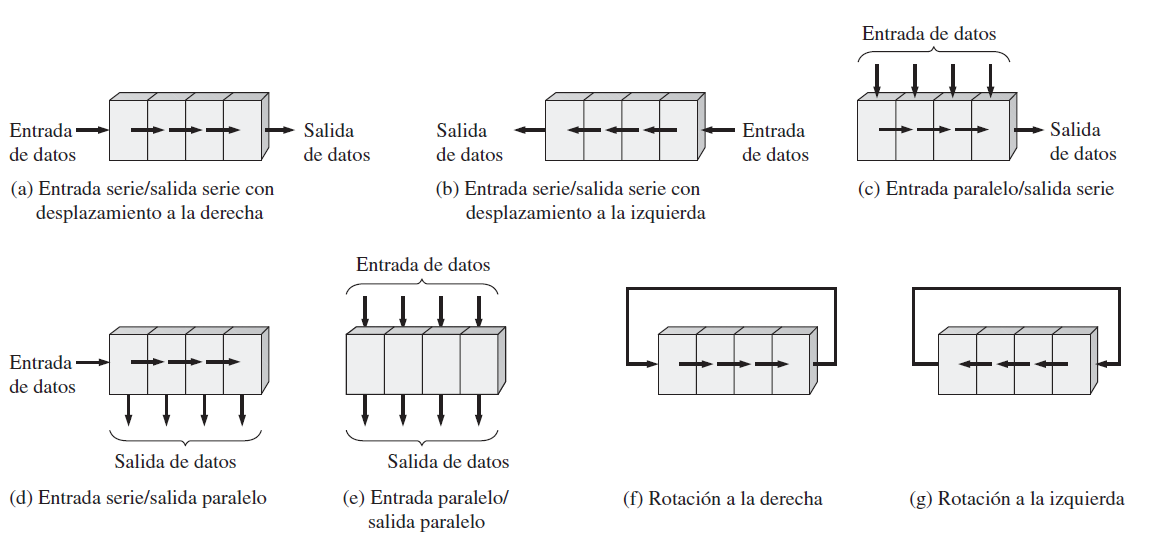 Entrada de datos
Entrada
de datos
Salida
de datos
Salida
de datos
Entrada
de datos
Salida
de datos
(a) Entrada serie/salida serie con
desplazamiento a la derecha
(b) Entrada serie/salida serie con
desplazamiento a la izquierda
(c) Entrada paralelo/salida serie
Entrada de datos
Entrada
de datos
Salida de datos
Salida de datos
(d) Entrada serie/salida paralelo
(e) Entrada paralelo/
salida paralelo
(f) Rotación a la derecha
(g) Rotación a la izquierda